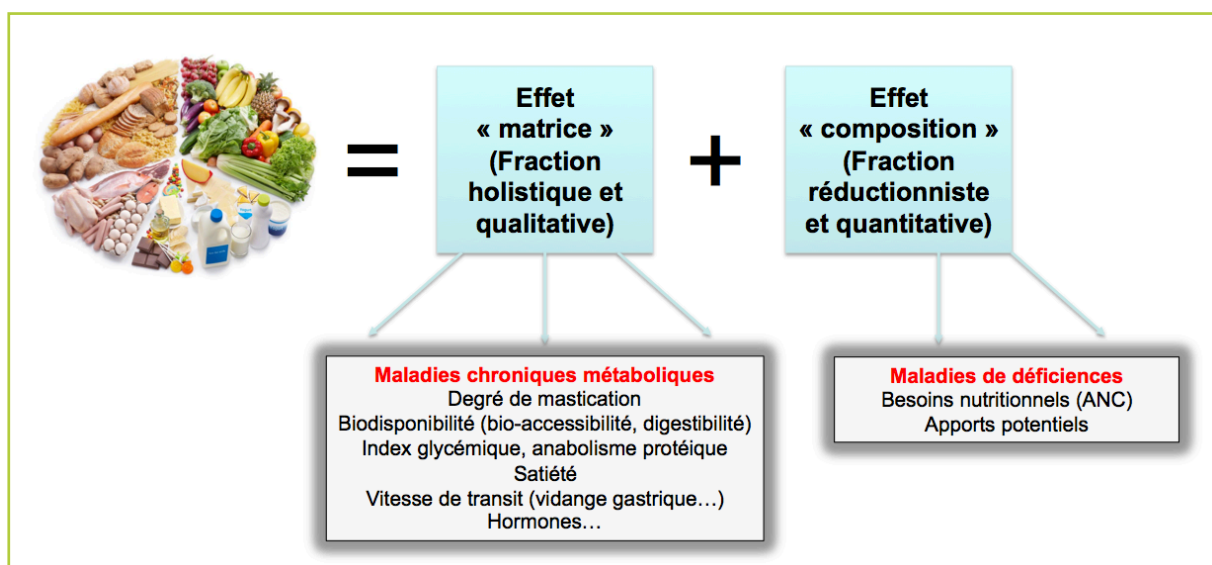 Effet
« matrice »
(Fraction
holistique et
qualitative)
=
+
Effet
« composition »
(Fraction
réductionniste
et quantitative)
Maladies chroniques métaboliques
Degré de mastication
Biodisponibilité (bio-accessibilité, digestibilité)
Index glycémique, anabolisme protéique
Satiété
Vitesse de transit (vidange gastrique…)
Hormones…
Maladies de déficiences
Besoins nutritionnels (ANC)
Apports potentiels